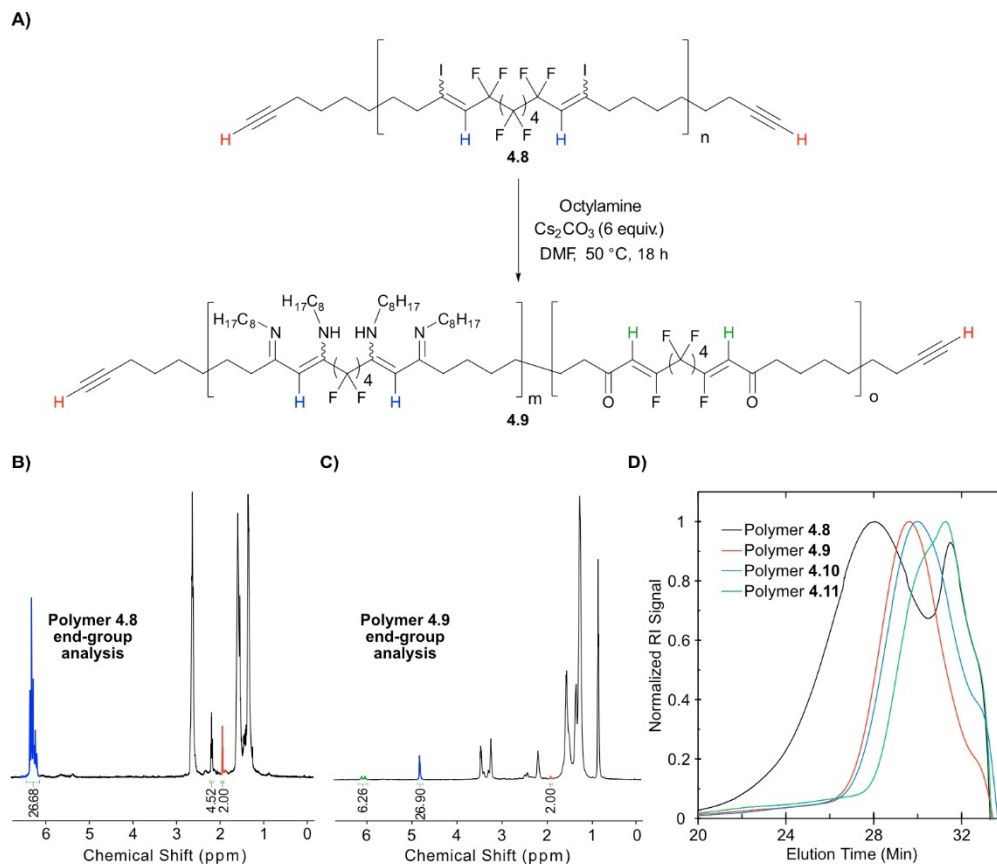 A)
I F F F F I
4
H F F H
H H
n
4.8
Octylamine
Cs2CO3 (6 equiv.)
DMF, 50 °C, 18 h
H17C8 H17C8 C8H17
N NH HN N C8H17
4
F F
H H
H
m
H F F H
4
O F F O
o
H
4.9
B)
C)
D)
Polymer 4.8
end-group
analysis
26.68
4.52
2.00
6 5 4 3 2 1 0
Chemical Shift (ppm)
Polymer 4.9
end-group
analysis
6.28
26.90
2.00
6 5 4 3 2 1 0
Chemical Shift (ppm)
Normalized RI Signal
1
0.8
0.6
0.4
0.2
0
Polymer 4.8
Polymer 4.9
Polymer 4.10
Polymer 4.11
20 24 28 32
Elution Time (Min)